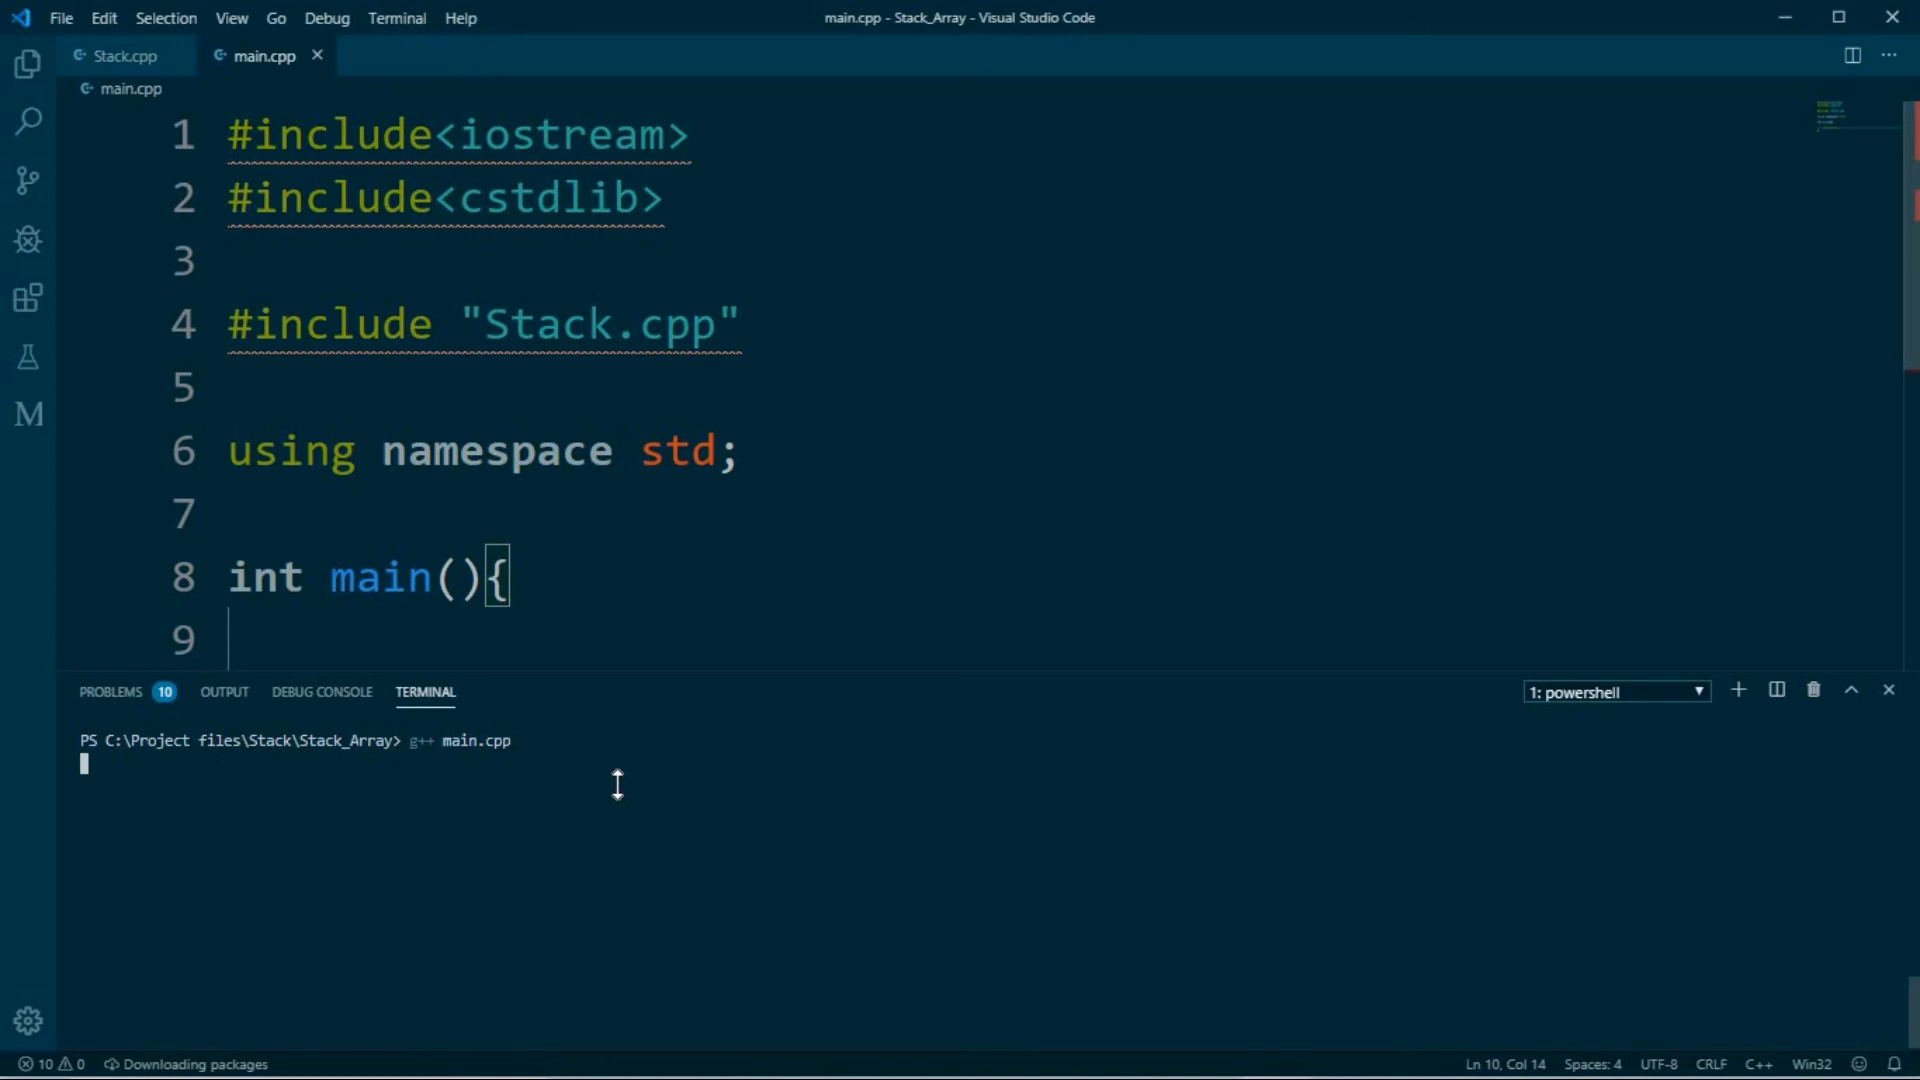 File Edit Selection View Go Debug Terminal Help
main.cpp - Stack_Array - Visual Studio Code
Stack.cpp
main.cpp
main.cpp
1 #include<iostream>
2 #include<cstdlib>
3
4 #include "Stack.cpp"
5
6 using namespace std;
7
8 int main(){
9
PROBLEMS 10 OUTPUT DEBUG CONSOLE TERMINAL
1: powershell
PS C:\Project files\Stack\Stack_Array> g++ main.cpp
10 0 Downloading packages
Ln 10, Col 14 Spaces: 4 UTF-8 CRLF C++ Win32